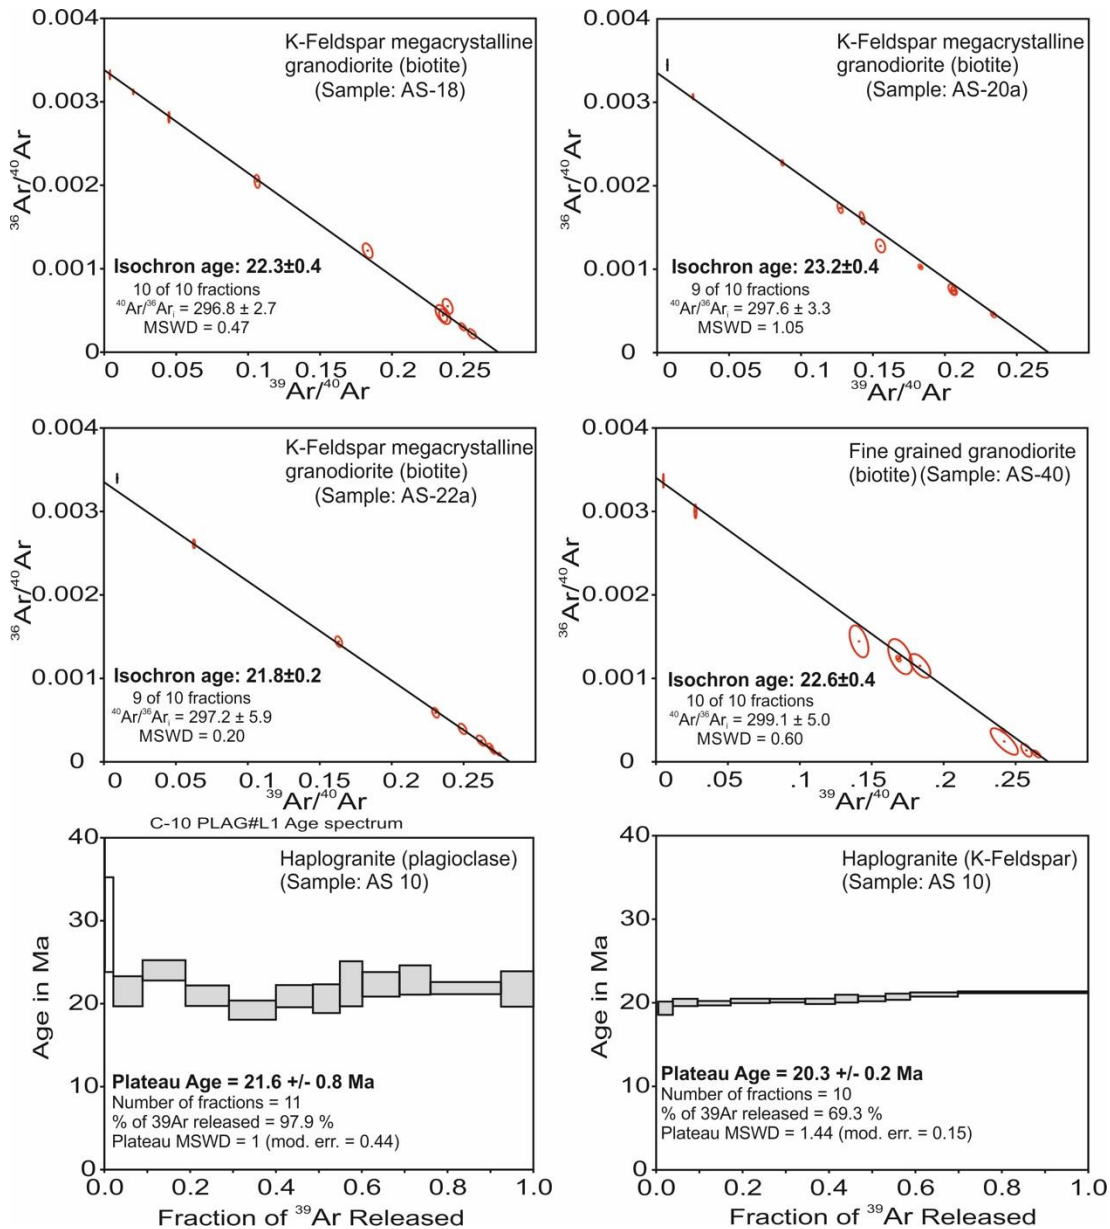 0.004
0.003
0.002
0.001
0
³⁶Ar/⁴⁰Ar
K-Feldspar megacrystalline
granodiorite (biotite)
(Sample: AS-18)
Isochron age: 22.3±0.4
10 of 10 fractions
⁴⁰Ar/³⁶Arᵢ = 296.8 ± 2.7
MSWD = 0.47
0 0.05 0.1 0.15 0.2 0.25
³⁹Ar/⁴⁰Ar
0.004
0.003
0.002
0.001
0
³⁶Ar/⁴⁰Ar
K-Feldspar megacrystalline
granodiorite (biotite)
(Sample: AS-20a)
Isochron age: 23.2±0.4
9 of 10 fractions
⁴⁰Ar/³⁶Arᵢ = 297.6 ± 3.3
MSWD = 1.05
0 0.05 0.1 0.15 0.2 0.25
³⁹Ar/⁴⁰Ar
0.004
0.003
0.002
0.001
0
³⁶Ar/⁴⁰Ar
K-Feldspar megacrystalline
granodiorite (biotite)
(Sample: AS-22a)
Isochron age: 21.8±0.2
9 of 10 fractions
⁴⁰Ar/³⁶Arᵢ = 297.2 ± 5.9
MSWD = 0.20
0 0.05 0.1 0.15 0.2 0.25
³⁹Ar/⁴⁰Ar
0.004
0.003
0.002
0.001
0
³⁶Ar/⁴⁰Ar
Fine grained granodiorite
(biotite) (Sample: AS-40)
Isochron age: 22.6±0.4
10 of 10 fractions
⁴⁰Ar/³⁶Arᵢ = 299.1 ± 5.0
MSWD = 0.60
0 .05 .1 .15 .2 .25
³⁹Ar/⁴⁰Ar
C-10 PLAG#L1 Age spectrum
40
30
20
10
0
Age in Ma
Haplogranite (plagioclase)
(Sample: AS 10)
Plateau Age = 21.6 +/- 0.8 Ma
Number of fractions = 11
% of 39Ar released = 97.9 %
Plateau MSWD = 1 (mod. err. = 0.44)
0.0 0.2 0.4 0.6 0.8 1.0
Fraction of ³⁹Ar Released
40
30
20
10
0
Age in Ma
Haplogranite (K-Feldspar)
(Sample: AS 10)
Plateau Age = 20.3 +/- 0.2 Ma
Number of fractions = 10
% of 39Ar released = 69.3 %
Plateau MSWD = 1.44 (mod. err. = 0.15)
0.0 0.2 0.4 0.6 0.8 1.0
Fraction of ³⁹Ar Released